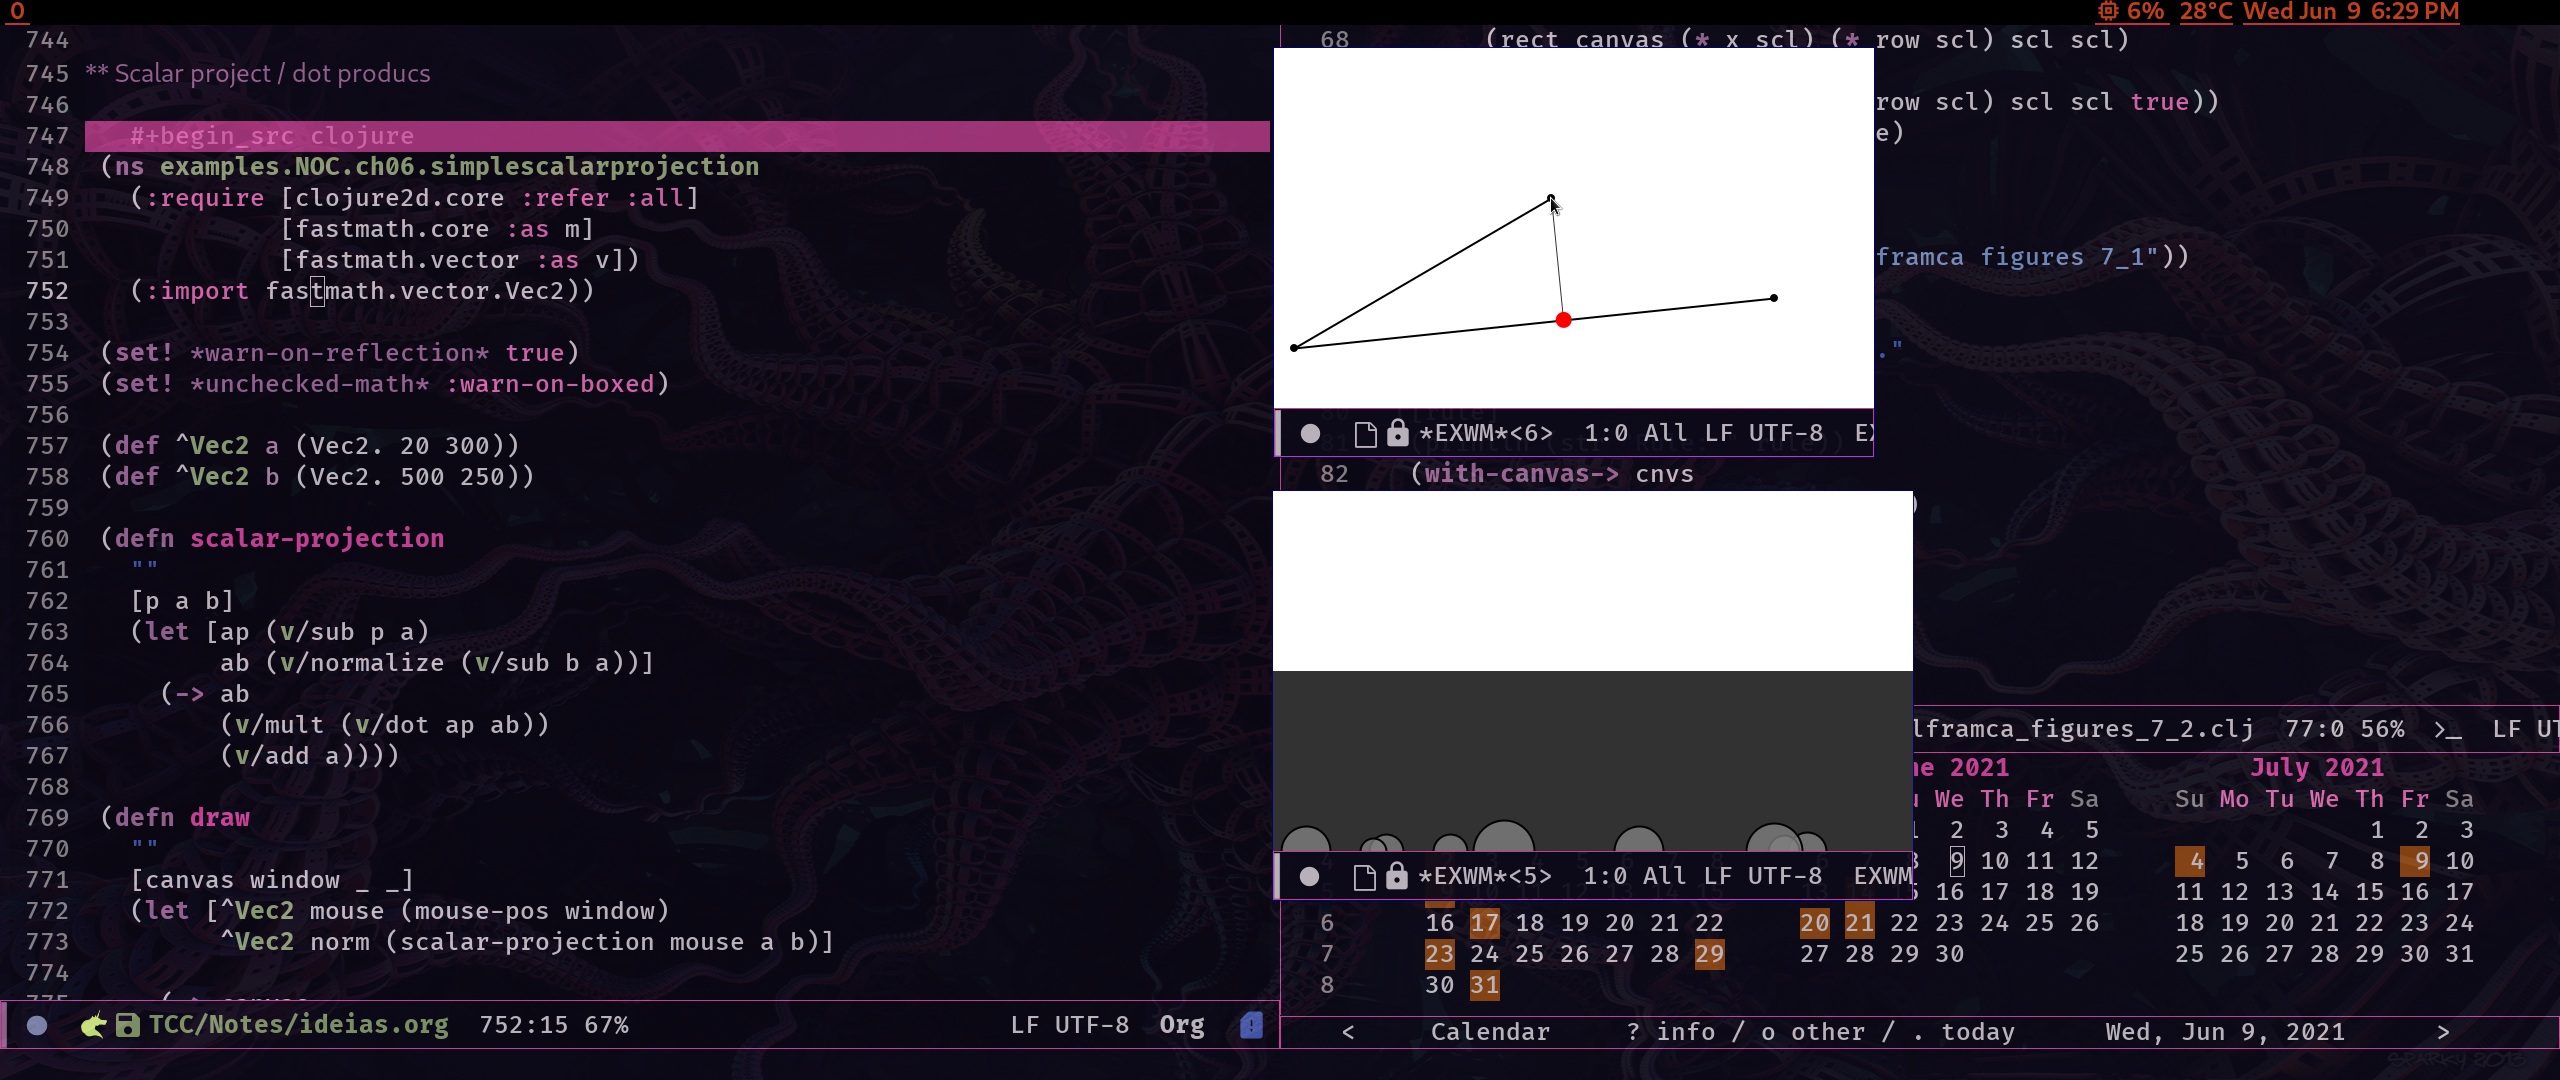 0
6% 28°C Wed Jun 9 6:29 PM
744
745 ** Scalar project / dot producs
746
747 #+begin_src clojure
748 (ns examples.NOC.ch06.simplescalarprojection
749 (:require [clojure2d.core :refer :all]
750 [fastmath.core :as m]
751 [fastmath.vector :as v])
752 (:import fastmath.vector.Vec2))
753
754 (set! *warn-on-reflection* true)
755 (set! *unchecked-math* :warn-on-boxed)
756
757 (def ^Vec2 a (Vec2. 20 300))
758 (def ^Vec2 b (Vec2. 500 250))
759
760 (defn scalar-projection
761 ""
762 [p a b]
763 (let [ap (v/sub p a)
764 ab (v/normalize (v/sub b a))]
765 (-> ab
766 (v/mult (v/dot ap ab))
767 (v/add a))))
768
769 (defn draw
770 ""
771 [canvas window _ _]
772 (let [^Vec2 mouse (mouse-pos window)
773 ^Vec2 norm (scalar-projection mouse a b)]
774
775 (-> canvas
TCC/Notes/ideias.org 752:15 67% LF UTF-8 Org
68 (rect canvas (* x scl) (* row scl) scl scl)
row scl) scl scl true))
e)
framca figures 7_1"))
."
*EXWM*<6> 1:0 All LF UTF-8
82 (with-canvas-> cnvs
)
*EXWM*<5> 1:0 All LF UTF-8 EXWM
lframca_figures_7_2.clj 77:0 56% >_ LF UT
ne 2021 July 2021
We Th Fr Sa Su Mo Tu We Th Fr Sa
2 3 4 5 1 2 3
9 10 11 12 4 5 6 7 8 9 10
16 17 18 19 11 12 13 14 15 16 17
6 16 17 18 19 20 21 22 20 21 22 23 24 25 26 18 19 20 21 22 23 24
7 23 24 25 26 27 28 29 27 28 29 30 25 26 27 28 29 30 31
8 30 31
< Calendar ? info / o other / . today Wed, Jun 9, 2021 >